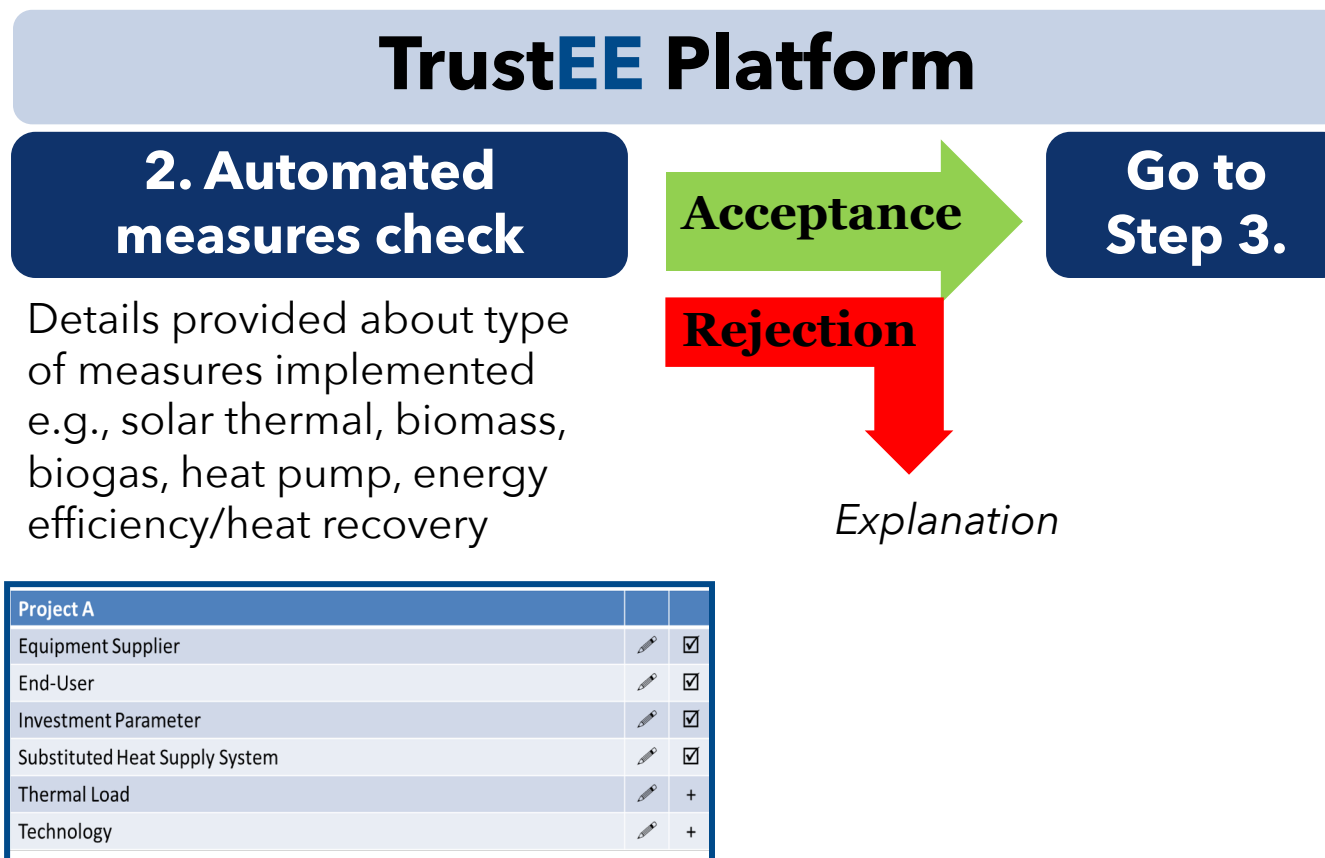 TrustEE Platform
2. Automated
measures check
Acceptance
Go to
Step 3.
Rejection
Details provided about type
of measures implemented
e.g., solar thermal, biomass,
biogas, heat pump, energy
efficiency/heat recovery
Explanation
Project A
Equipment Supplier
End-User
Investment Parameter
Substituted Heat Supply System
Thermal Load +
Technology +